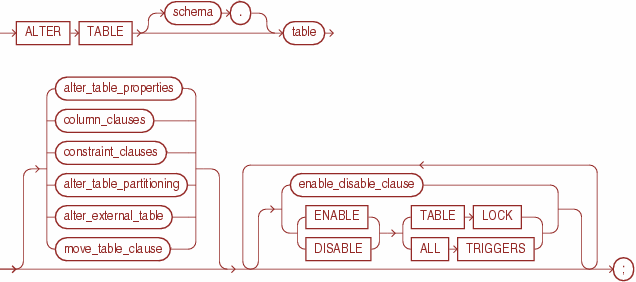 schema .
ALTER TABLE table
alter_table_properties
column_clauses
constraint_clauses
alter_table_partitioning enable_disable_clause
alter_external_table ENABLE TABLE LOCK
move_table_clause DISABLE ALL TRIGGERS
;